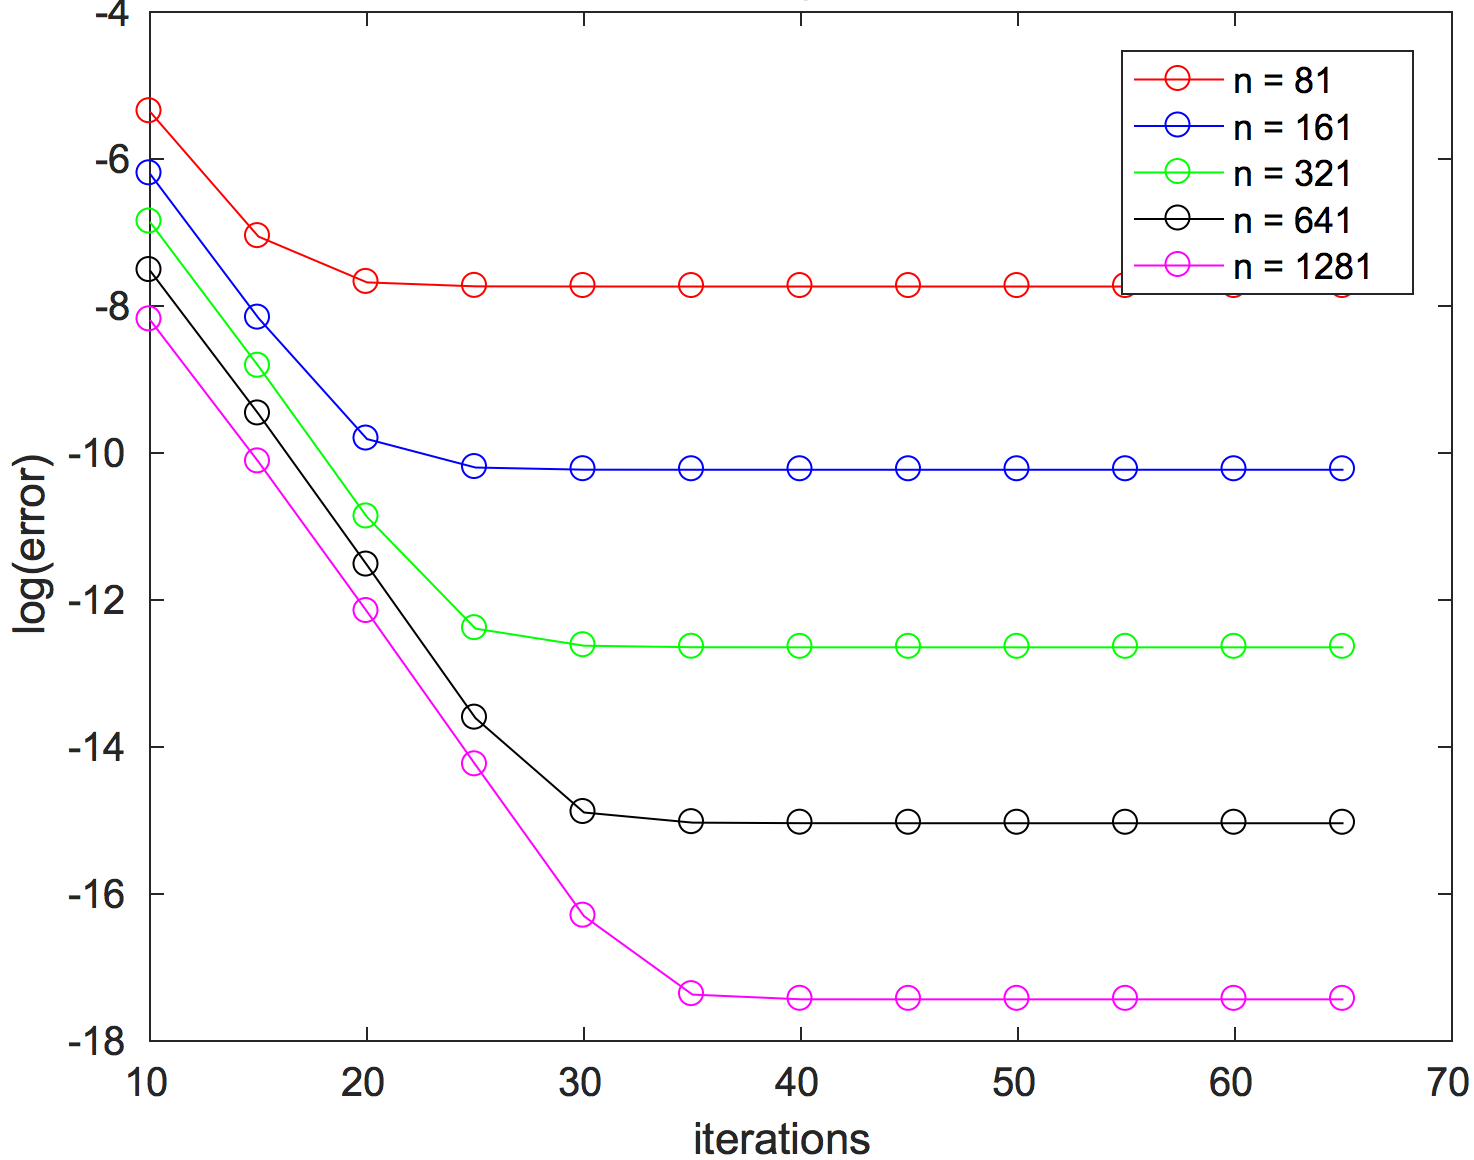 -4
-6
-8
-10
-12
-14
-16
-18
log(error)
n = 81
n = 161
n = 321
n = 641
n = 1281
10 20 30 40 50 60 70
iterations